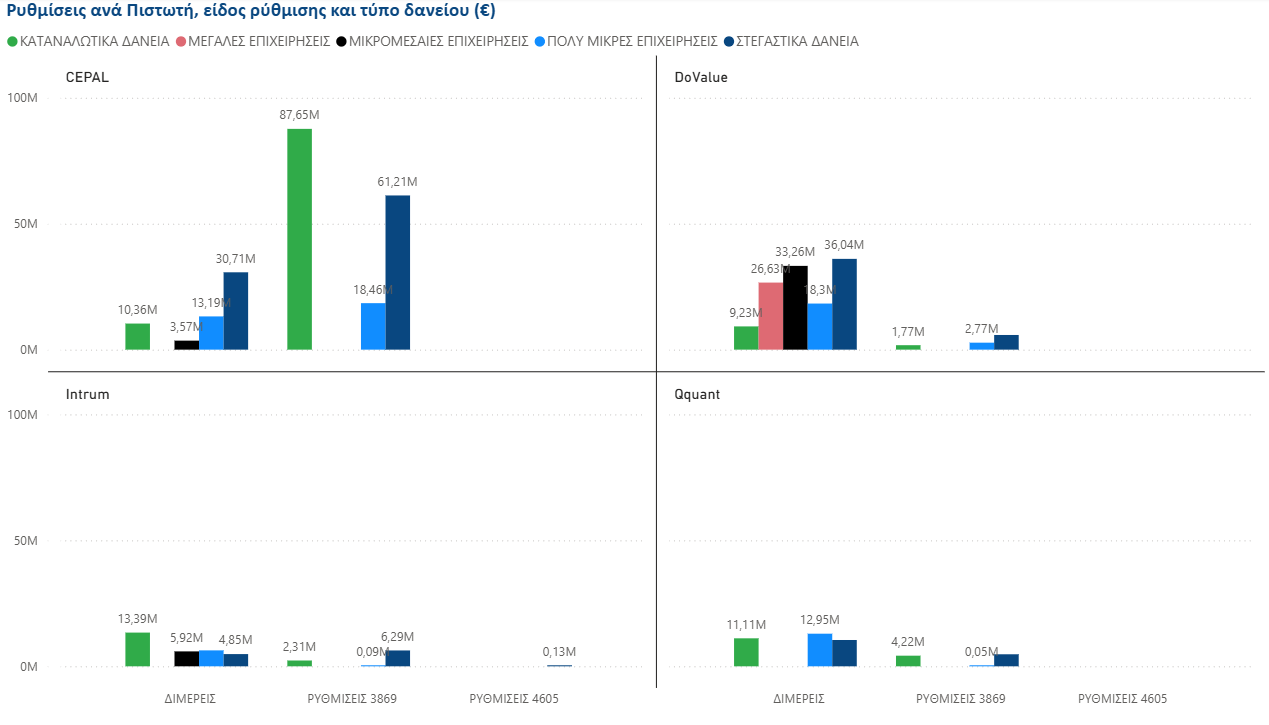 Ρυθμίσεις ανά Πιστωτή, είδος ρύθμισης και τύπο δανείου (€)
ΚΑΤΑΝΑΛΩΤΙΚΑ ΔΑΝΕΙΑ ΜΕΓΑΛΕΣ ΕΠΙΧΕΙΡΗΣΕΙΣ ΜΙΚΡΟΜΕΣΑΙΕΣ ΕΠΙΧΕΙΡΗΣΕΙΣ ΠΟΛΥ ΜΙΚΡΕΣ ΕΠΙΧΕΙΡΗΣΕΙΣ ΣΤΕΓΑΣΤΙΚΑ ΔΑΝΕΙΑ
CEPAL
100M
50M
0M
10,36M
3,57M
13,19M
30,71M
87,65M
18,46M
61,21M
DoValue
9,23M
26,63M
33,26M
18,3M
36,04M
1,77M
2,77M
Intrum
100M
50M
0M
13,39M
5,92M
4,85M
2,31M
0,09M
6,29M
0,13M
Qquant
11,11M
12,95M
4,22M
0,05M
ΔΙΜΕΡΕΙΣ ΡΥΘΜΙΣΕΙΣ 3869 ΡΥΘΜΙΣΕΙΣ 4605
ΔΙΜΕΡΕΙΣ ΡΥΘΜΙΣΕΙΣ 3869 ΡΥΘΜΙΣΕΙΣ 4605